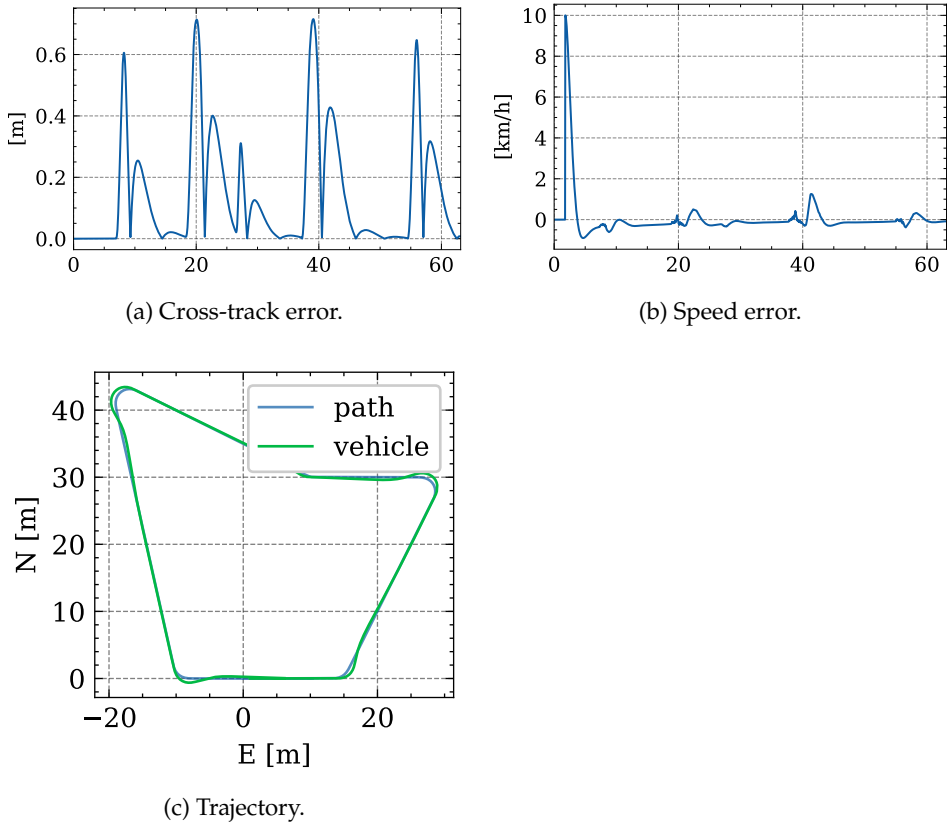 [m]
0.6
0.4
0.2
0.0
0 20 40 60
(a) Cross-track error.
[km/h]
10
8
6
4
2
0
0 20 40 60
(b) Speed error.
N [m]
40
30
20
10
0
−20 0 20
E [m]
path
vehicle
(c) Trajectory.